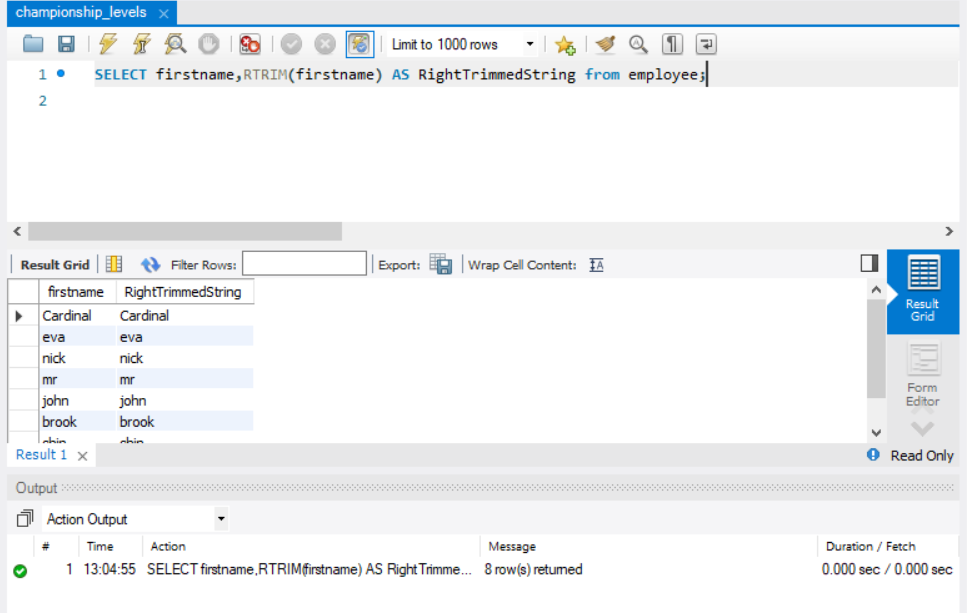 championship_levels
Limit to 1000 rows
1 SELECT firstname,RTRIM(firstname) AS RightTrimmedString from employee;
2
Result Grid Filter Rows: Export: Wrap Cell Content: IA
firstname RightTrimmedString
Cardinal Cardinal
eva eva
nick nick
mr mr
john john
brook brook
Result Grid
Form Editor
Result 1 Read Only
Output
Action Output
# Time Action Message Duration / Fetch
1 13:04:55 SELECT firstname,RTRIM(firstname) AS RightTrimme... 8 row(s) returned 0.000 sec / 0.000 sec